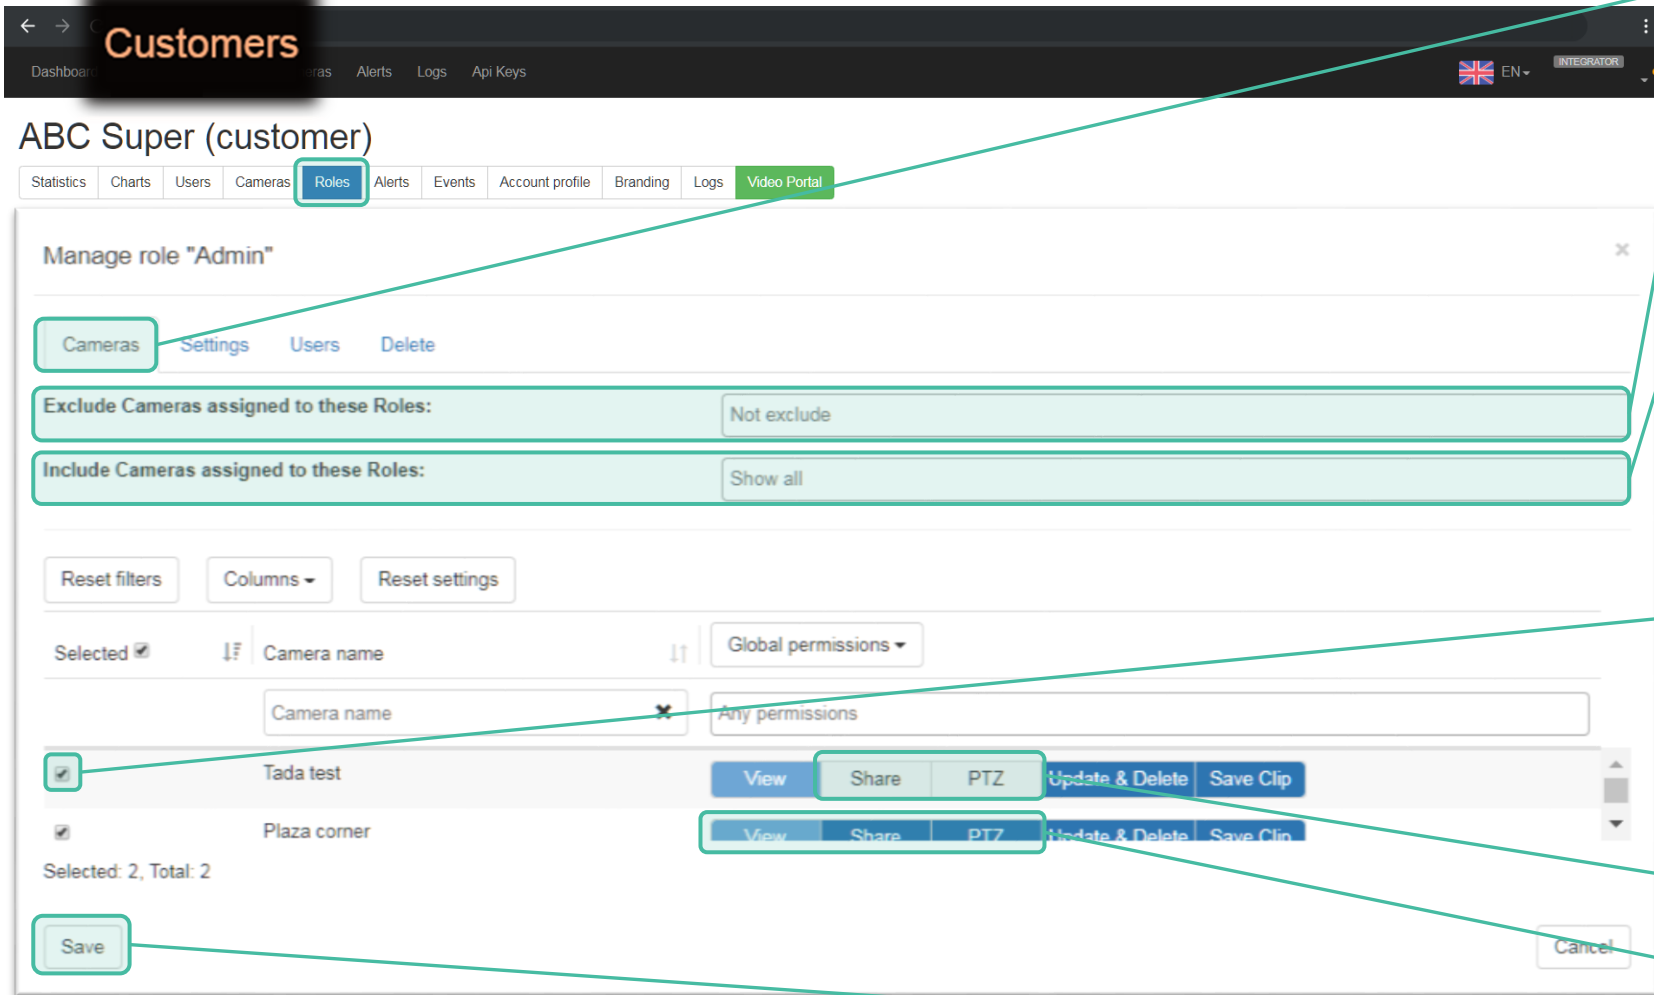 Customers
Dashboard Alerts Logs Api Keys
EN
INTEGRATOR
ABC Super (customer)
Statistics Charts Users Cameras Roles Alerts Events Account profile Branding Logs Video Portal
Manage role "Admin"
Cameras Settings Users Delete
Exclude Cameras assigned to these Roles: Not exclude
Include Cameras assigned to these Roles: Show all
Reset filters Columns Reset settings
Selected Camera name Global permissions
Camera name Any permissions
Tada test View Share PTZ Update & Delete Save Clip
Plaza corner View Share PTZ Update & Delete Save Clip
Selected: 2, Total: 2
Save Cancel